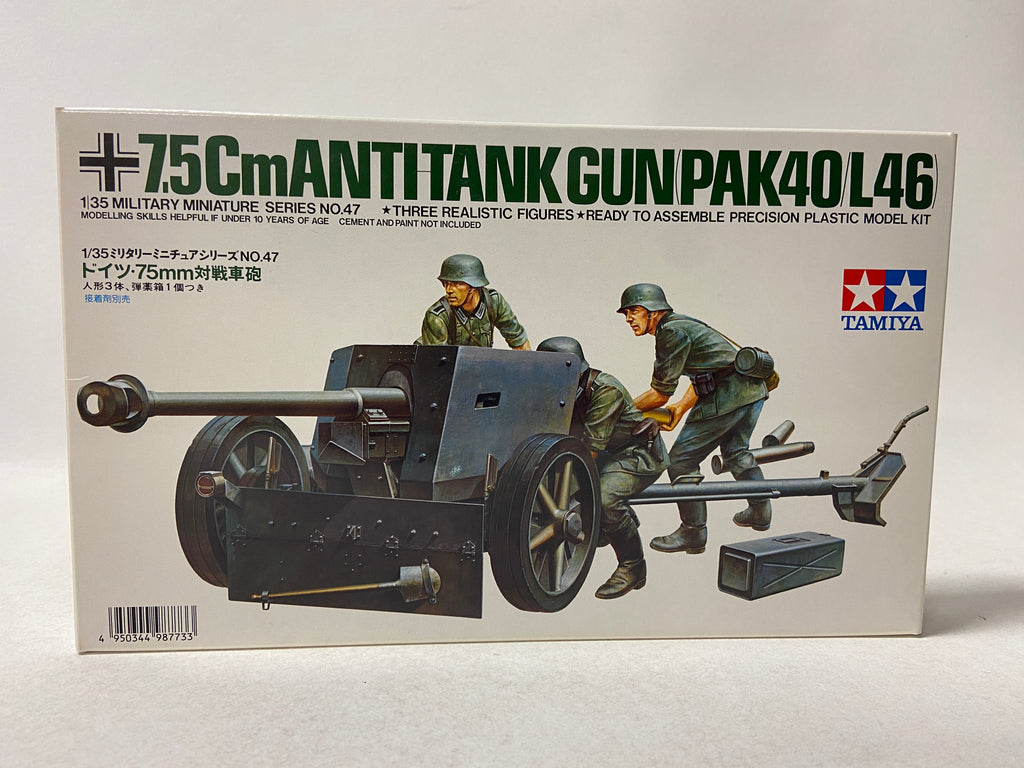 7.5Cm ANTI-TANK GUN(PAK40/L46)
1/35 MILITARY MINIATURE SERIES NO.47 ★THREE REALISTIC FIGURES ★READY TO ASSEMBLE PRECISION PLASTIC MODEL KIT
MODELLING SKILLS HELPFUL IF UNDER 10 YEARS OF AGE CEMENT AND PAINT NOT INCLUDED
1/35ミリタリーミニチュアシリーズNO.47
ドイツ・75mm対戦車砲
人形3体、弾薬箱1個つき
接着剤別売
TAMIYA
4 950344 987733